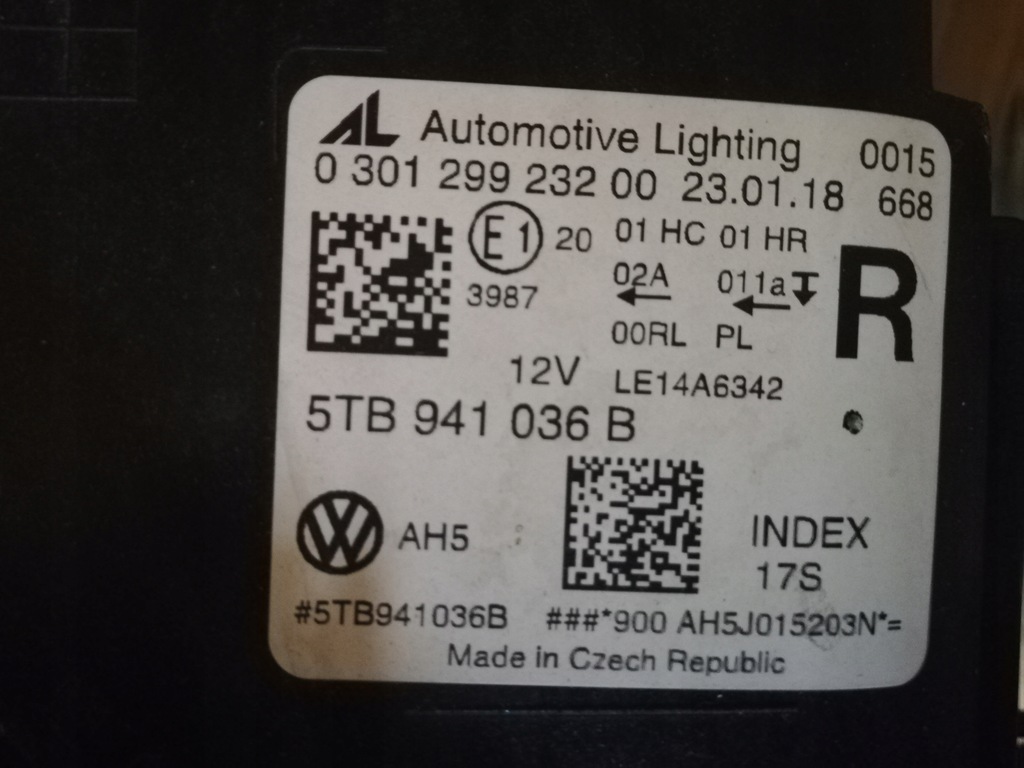 AL Automotive Lighting 0015
0 301 299 232 00 23.01.18 668
E1 20 01 HC 01 HR
3987 02A 011a
R
00RL PL
12V LE14A6342
5TB 941 036 B
VW AH5 INDEX
17S
#5TB941036B ###*900 AH5J015203N*=
Made in Czech Republic